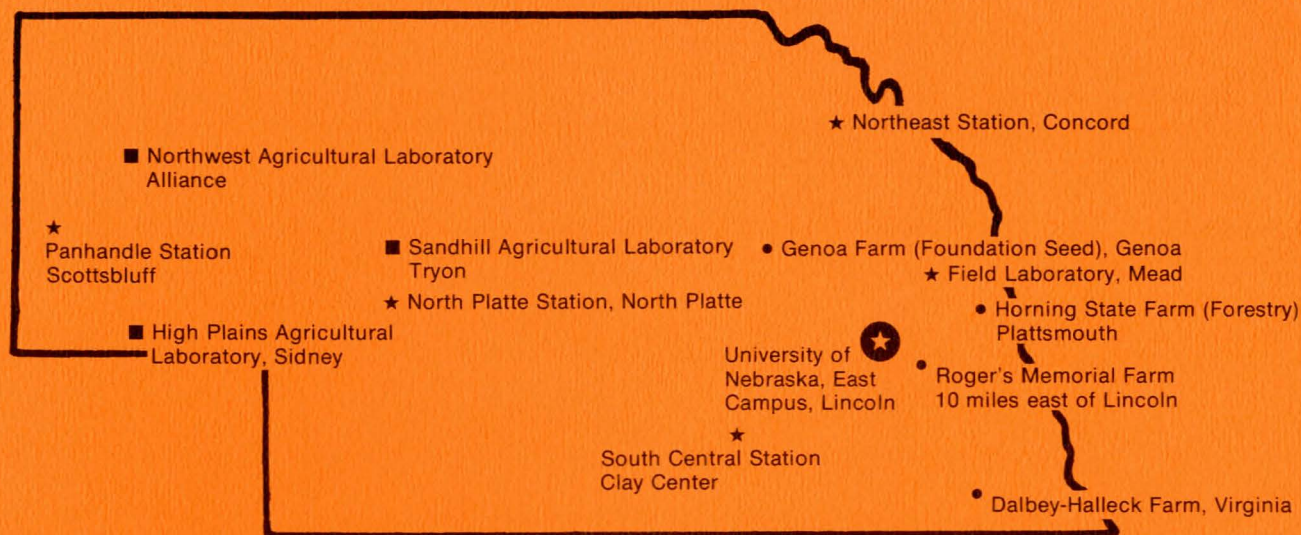 ★ Northeast Station, Concord
■ Northwest Agricultural Laboratory
Alliance
★
Panhandle Station
Scottsbluff
■ Sandhill Agricultural Laboratory
Tryon
★ North Platte Station, North Platte
● Genoa Farm (Foundation Seed), Genoa
★ Field Laboratory, Mead
● Horning State Farm (Forestry)
Plattsmouth
■ High Plains Agricultural
Laboratory, Sidney
University of
Nebraska, East
Campus, Lincoln
● Roger's Memorial Farm
10 miles east of Lincoln
★
South Central Station
Clay Center
● Dalbey-Halleck Farm, Virginia